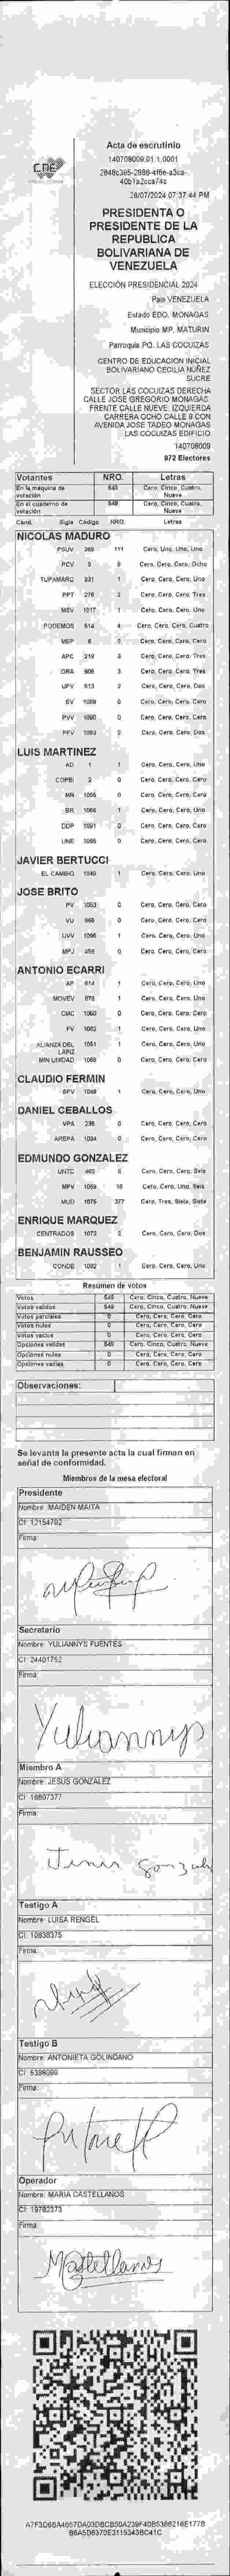 CNE
Acta de escrutinio
140709009.01.1.0001
28/07/2024 07:37:44 PM
PRESIDENTA O
PRESIDENTE DE LA
REPUBLICA
BOLIVARIANA DE
VENEZUELA
ELECCIÓN PRESIDENCIAL 2024
Pais VENEZUELA
Estado EDO. MONAGAS
Municipio MP. MATURIN
Parroquia PQ. LAS COCUIZAS
CENTRO DE EDUCACION INICIAL
BOLIVARIANO CECILIA NUÑEZ
SUCRE
SECTOR LAS COCUIZAS DERECHA
CALLE JOSE GREGORIO MONAGAS.
FRENTE CALLE NUEVE. IZQUIERDA
CARRERA OCHO CALLE 8 CON
AVENIDA JOSE TADEO MONAGAS
LAS COCUIZAS EDIFICIO
140709009
972 Electores
Votantes NRO. Letras
En la máquina de votación 549 Cero, Cinco, Cuatro, Nueve
En el cuaderno de votación 549 Cero, Cinco, Cuatro, Nueve
Cand. Sigla Código NRO. Letras
NICOLAS MADURO
PSUV 269 111 Cero, Uno, Uno, Uno
PCV 9 Cero, Cero, Cero, Ocho
TUPAMARO 331 1 Cero, Cero, Cero, Uno
PPT 276 3 Cero, Cero, Cero, Tres
MSV 1017 1 Cero, Cero, Cero, Uno
PODEMOS 514 4 Cero, Cero, Cero, Cuatro
MEP 6 0 Cero, Cero, Cero, Cero
APC 219 3 Cero, Cero, Cero, Tres
ORA 906 3 Cero, Cero, Cero, Tres
UPV 513 2 Cero, Cero, Cero, Dos
EV 1089 0 Cero, Cero, Cero, Cero
PVV 1090 0 Cero, Cero, Cero, Cero
PFV 1093 2 Cero, Cero, Cero, Dos
LUIS MARTINEZ
AD 1 1 Cero, Cero, Cero, Uno
COPEI 2 0 Cero, Cero, Cero, Cero
MR 1055 0 Cero, Cero, Cero, Cero
BR 1066 1 Cero, Cero, Cero, Uno
DDP 1091 0 Cero, Cero, Cero, Cero
UNE 1095 0 Cero, Cero, Cero, Cero
JAVIER BERTUCCI
EL CAMBIO 1048 1 Cero, Cero, Cero, Uno
JOSE BRITO
PV 1053 0 Cero, Cero, Cero, Cero
VU 969 0 Cero, Cero, Cero, Cero
UVV 1096 1 Cero, Cero, Cero, Uno
MPJ 456 0 Cero, Cero, Cero, Cero
ANTONIO ECARRI
AP 814 1 Cero, Cero, Cero, Uno
MOVEV 875 1 Cero, Cero, Cero, Uno
CMC 1050 0 Cero, Cero, Cero, Cero
FV 1062 1 Cero, Cero, Cero, Uno
ALIANZA DEL LAPIZ 1051 1 Cero, Cero, Cero, Uno
MIN UNIDAD 1068 0 Cero, Cero, Cero, Cero
CLAUDIO FERMIN
SPV 1049 1 Cero, Cero, Cero, Uno
DANIEL CEBALLOS
VPA 236 0 Cero, Cero, Cero, Cero
AREPA 1094 0 Cero, Cero, Cero, Cero
EDMUNDO GONZALEZ
UNTC 460 6 Cero, Cero, Cero, Seis
MPV 1069 16 Cero, Cero, Uno, Seis
MUD 1075 377 Cero, Tres, Siete, Siete
ENRIQUE MARQUEZ
CENTRADOS 1073 2 Cero, Cero, Cero, Dos
BENJAMIN RAUSSEO
CONDE 1092 1 Cero, Cero, Cero, Uno
Resumen de votos
Votos 549 Cero, Cinco, Cuatro, Nueve
Votos validos 549 Cero, Cinco, Cuatro, Nueve
Votos parciales 0 Cero, Cero, Cero, Cero
Votos nulos 0 Cero, Cero, Cero, Cero
Votos vacios 0 Cero, Cero, Cero, Cero
Opciones validas 549 Cero, Cinco, Cuatro, Nueve
Opciones nulas 0 Cero, Cero, Cero, Cero
Opciones vacias 0 Cero, Cero, Cero, Cero
Observaciones:
Se levanta la presente acta la cual firman en
señal de conformidad.
Miembros de la mesa electoral
Presidente
Nombre: MAIDEN MAITA
CI: 12154792
Firma:
Secretario
Nombre: YULIANNYS FUENTES
CI: 24401752
Firma:
Yuliannys
Miembro A
Nombre: JESUS GONZALEZ
CI: 16807377
Firma:
Jesus Gonzalez
Testigo A
Nombre: LUISA RENGEL
CI: 10838375
Firma:
Testigo B
Nombre: ANTONIETA GOLINDANO
CI: 5398099
Firma:
Operador
Nombre: MARIA CASTELLANOS
CI: 19782373
Firma:
MCastellanos